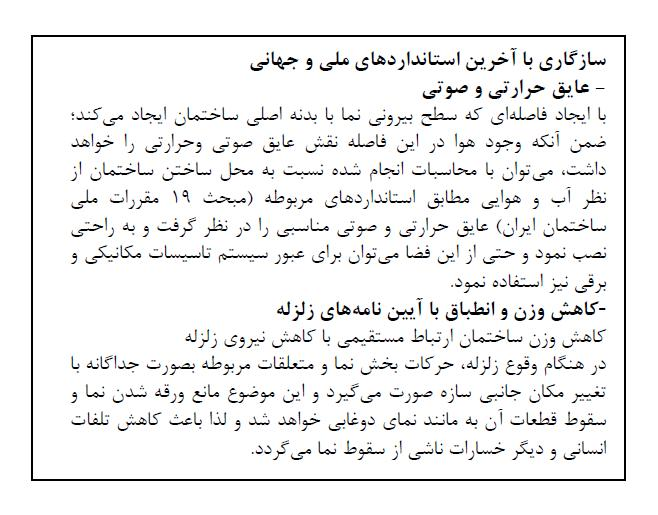 سازگاری با آخرین استانداردهای ملی و جهانی
- عایق حرارتی و صوتی
با ایجاد فاصله‌ای که سطح بیرونی نما با بدنه اصلی ساختمان ایجاد می‌کند؛
ضمن آنکه وجود هوا در این فاصله نقش عایق صوتی وحرارتی را خواهد
داشت، می‌توان با محاسبات انجام شده نسبت به محل ساختن ساختمان از
نظر آب و هوایی مطابق استانداردهای مربوطه (مبحث ۱۹ مقررات ملی
ساختمان ایران) عایق حرارتی و صوتی مناسبی را در نظر گرفت و به راحتی
نصب نمود و حتی از این فضا می‌توان برای عبور سیستم تاسیسات مکانیکی و
برقی نیز استفاده نمود.
-کاهش وزن و انطباق با آیین نامه‌های زلزله
کاهش وزن ساختمان ارتباط مستقیمی با کاهش نیروی زلزله
در هنگام وقوع زلزله، حرکات بخش نما و متعلقات مربوطه بصورت جداگانه با
تغییر مکان جانبی سازه صورت می‌گیرد و این موضوع مانع ورقه شدن نما و
سقوط قطعات آن به مانند نمای دوغابی خواهد شد و لذا باعث کاهش تلفات
انسانی و دیگر خسارات ناشی از سقوط نما می‌گردد.